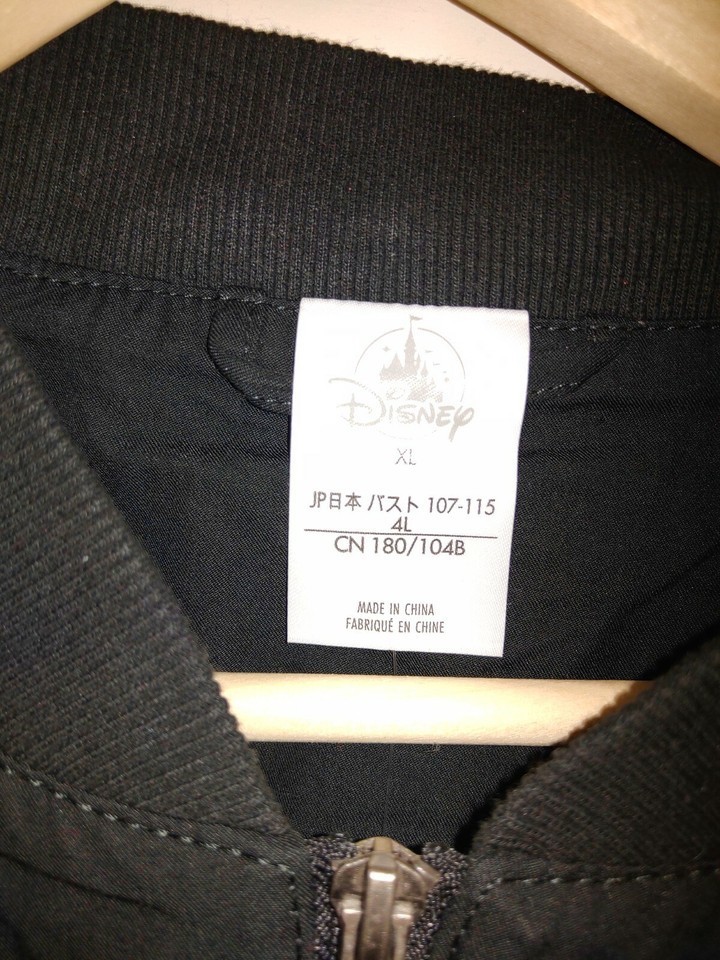 DISNEY
XL
JP日本 バスト 107-115
4L
CN 180/104B
MADE IN CHINA
FABRIQUÉ EN CHINE